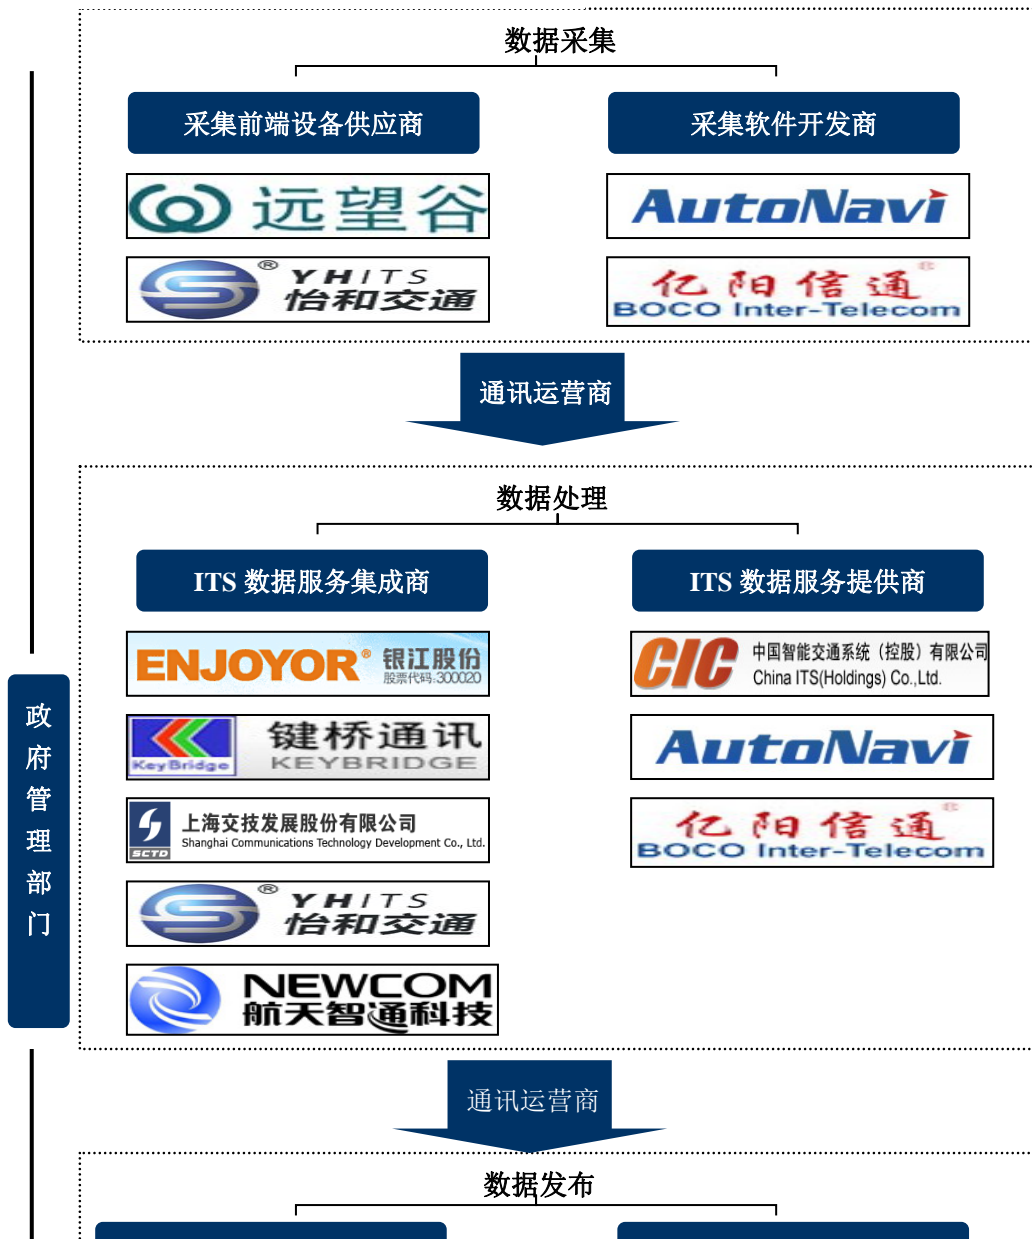 数据采集
采集前端设备供应商
采集软件开发商
远望谷
AutoNavi
® YHITS
怡和交通
亿阳信通®
BOCO Inter-Telecom
通讯运营商
数据处理
ITS 数据服务集成商
ITS 数据服务提供商
ENJOYOR® 银江股份
股票代码:300020
CIC 中国智能交通系统（控股）有限公司
China ITS(Holdings) Co.,Ltd.
键桥通讯
KeyBridge KEYBRIDGE
AutoNavi
上海交技发展股份有限公司
SCTD Shanghai Communications Technology Development Co., Ltd.
亿阳信通®
BOCO Inter-Telecom
® YHITS
怡和交通
NEWCOM
航天智通科技
政府管理部门
通讯运营商
数据发布